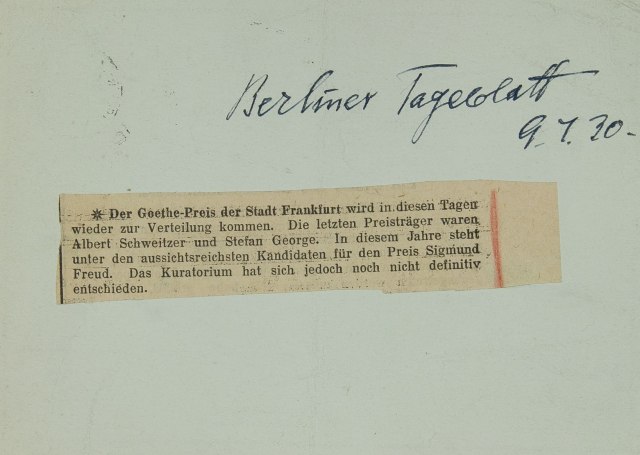 Berliner Tageblatt
9.7.30-
* Der Goethe-Preis der Stadt Frankfurt wird in diesen Tagen
wieder zur Verteilung kommen. Die letzten Preisträger waren
Albert Schweitzer und Stefan George. In diesem Jahre steht
unter den aussichtsreichsten Kandidaten für den Preis Sigmund
Freud. Das Kuratorium hat sich jedoch noch nicht definitiv
entschieden.